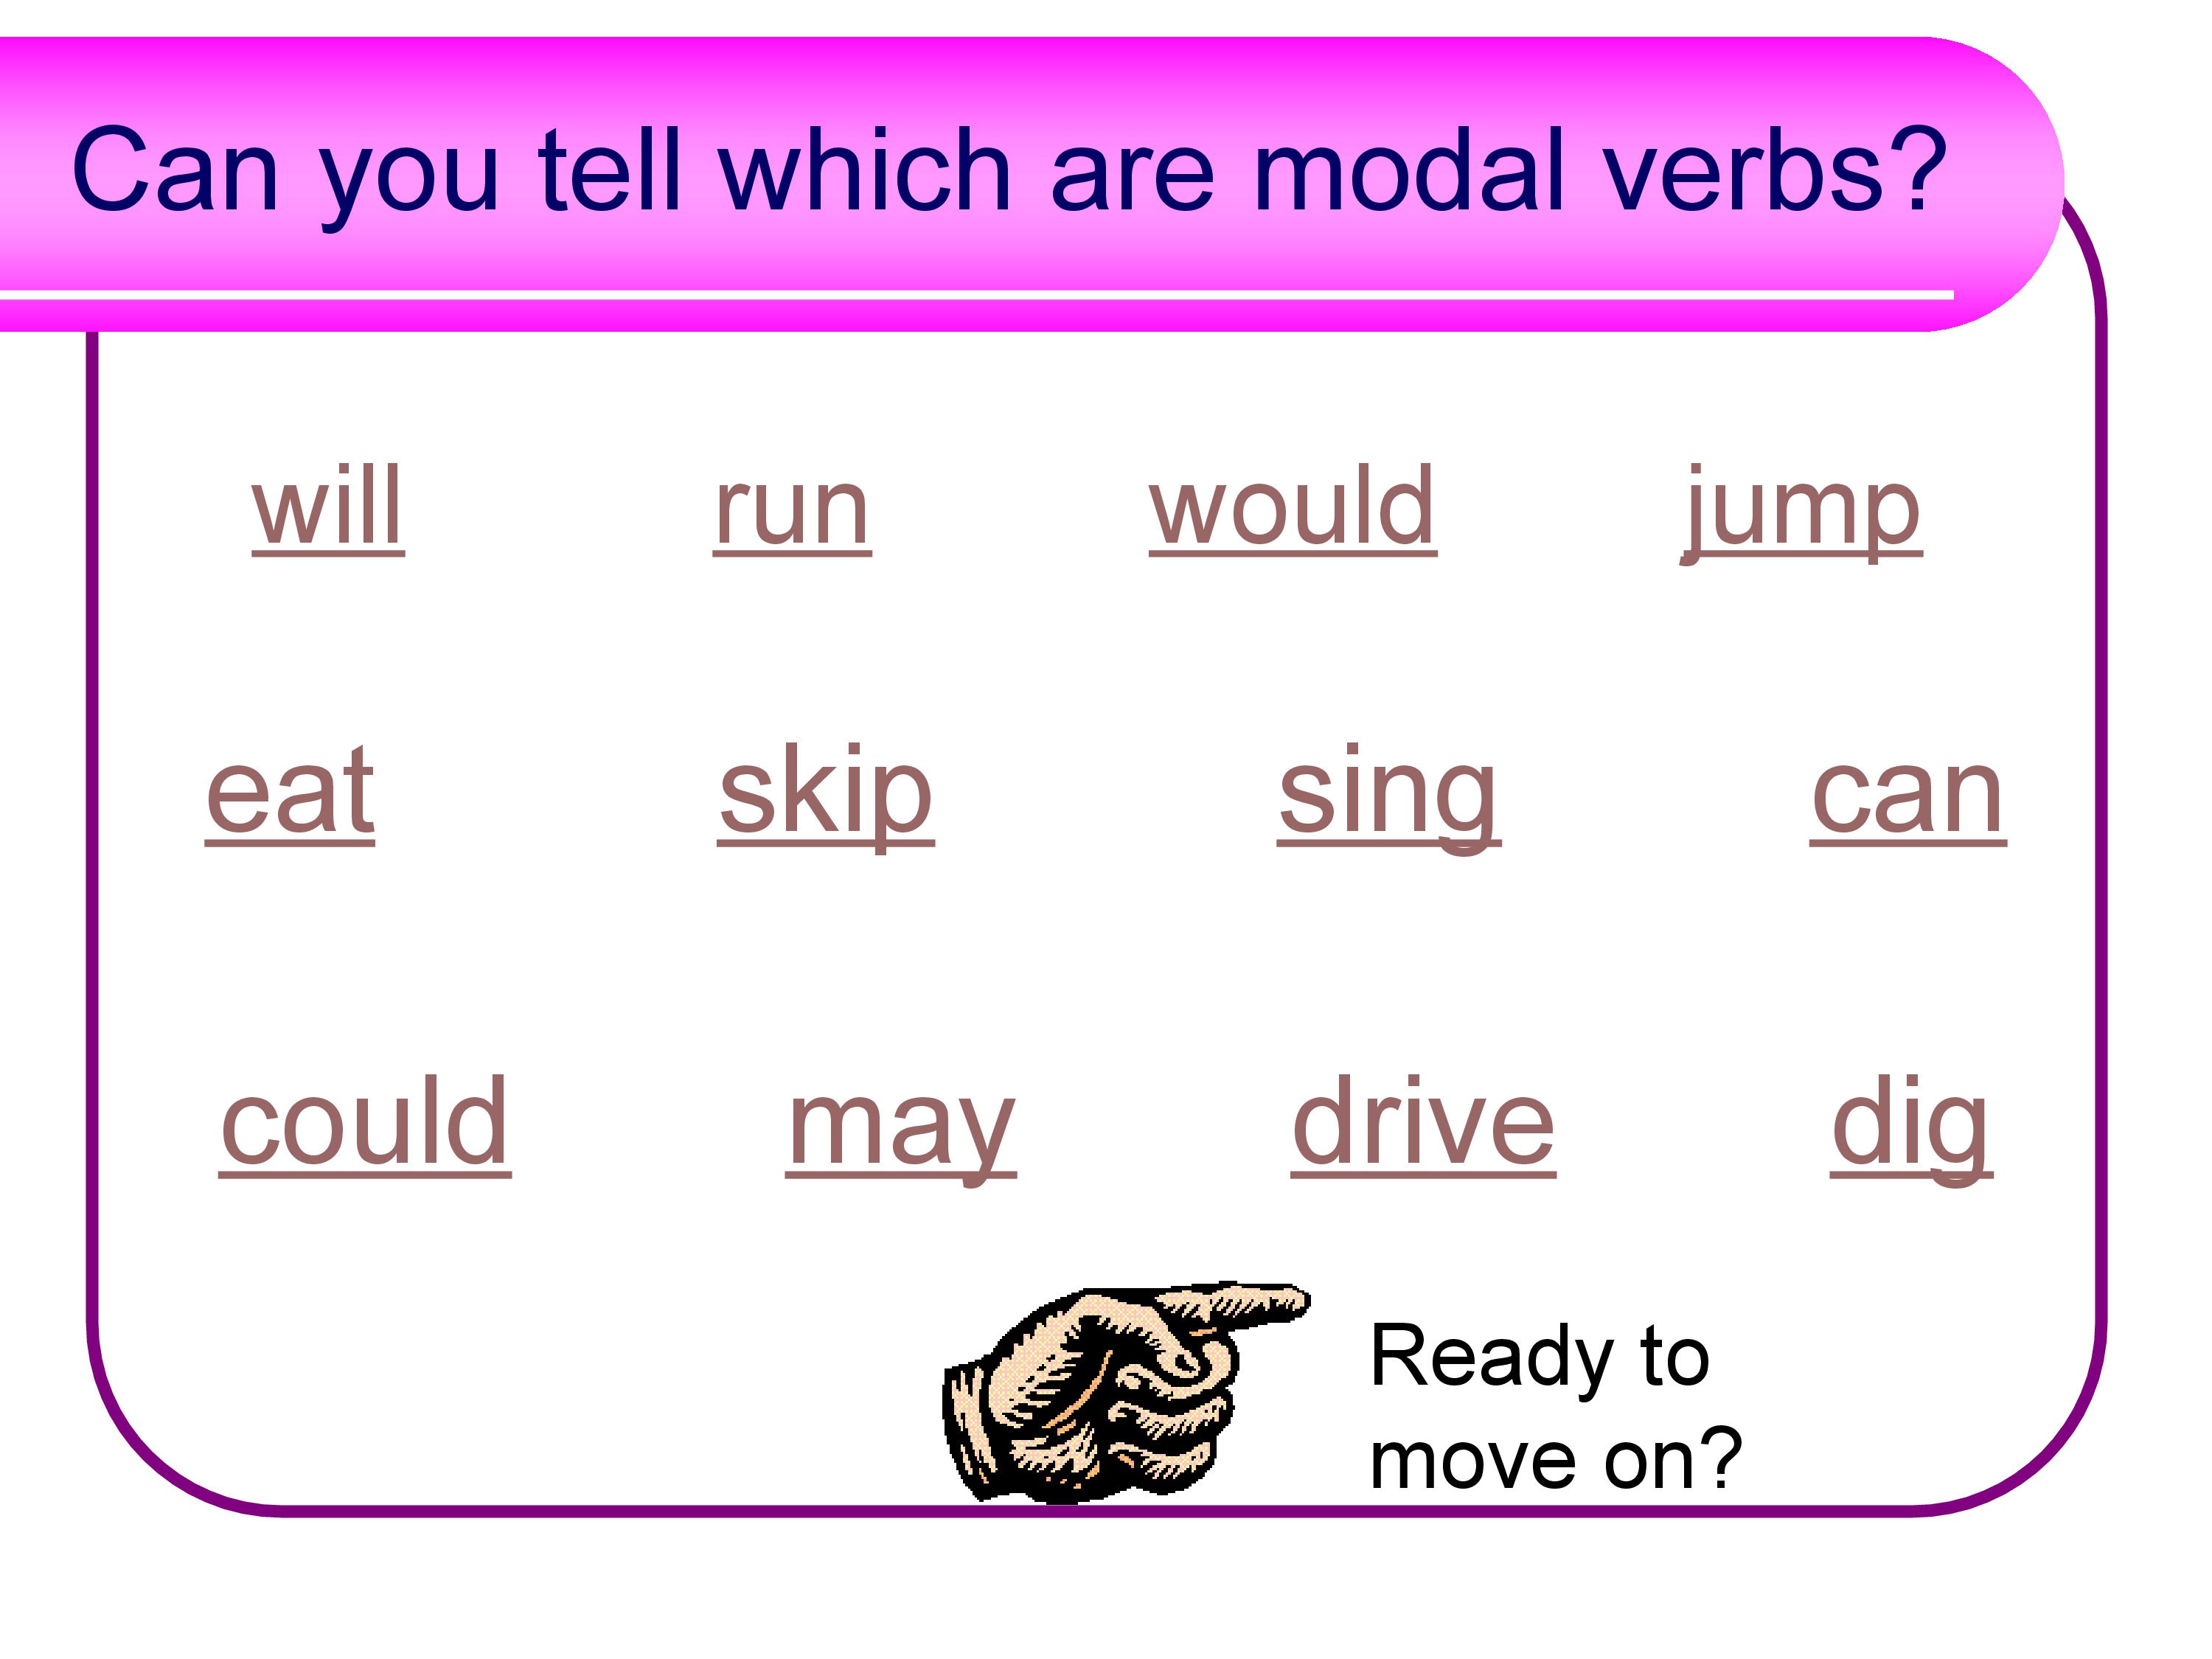 Can you tell which are modal verbs?
will run would jump
eat skip sing can
could may drive dig
Ready to
move on?